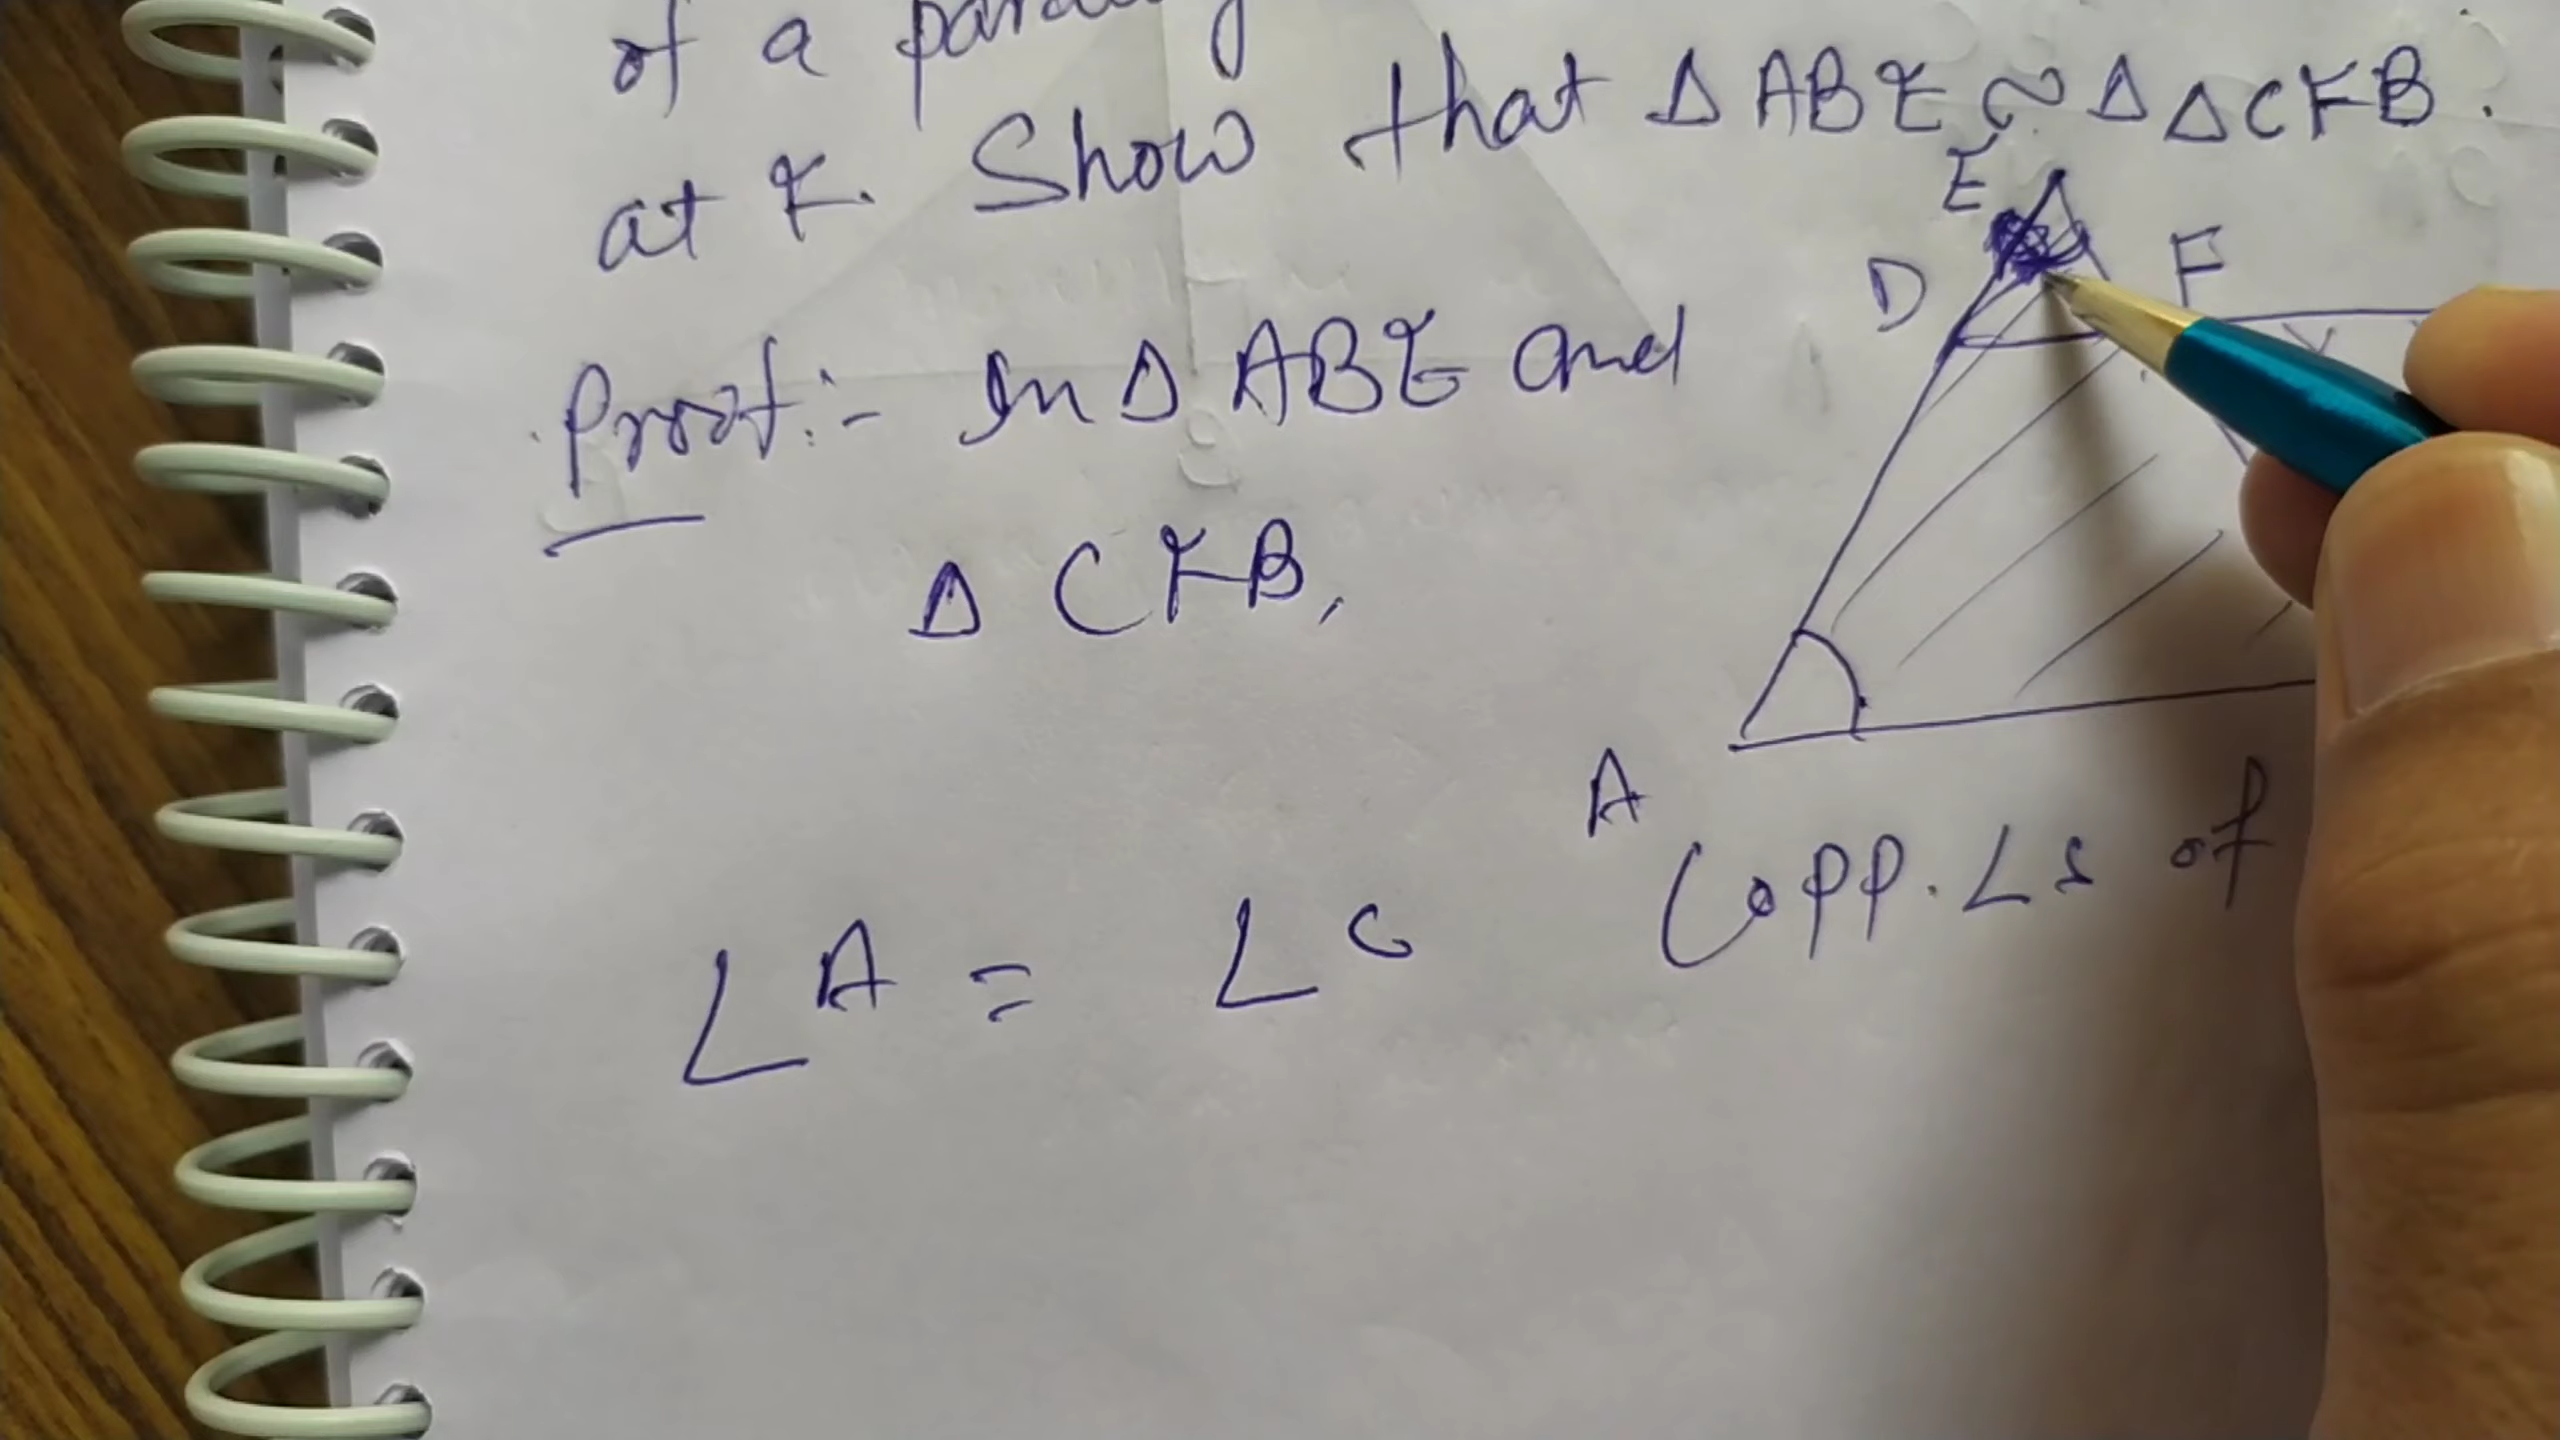 of a
at F. Show that Δ ABE ~ Δ Δ CFB.
E
D F
Proof :- In Δ ABE and
Δ CFB,
A
∠A = ∠C (opp. ∠s of